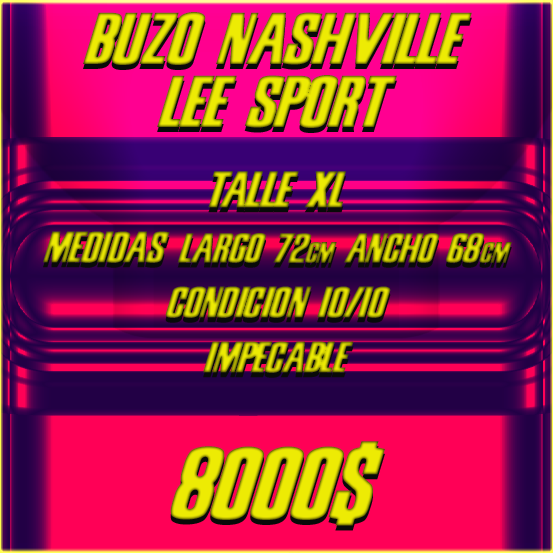 BUZO NASHVILLE
LEE SPORT
TALLE XL
MEDIDAS LARGO 72CM ANCHO 68CM
CONDICION 10/10
IMPECABLE
8000$